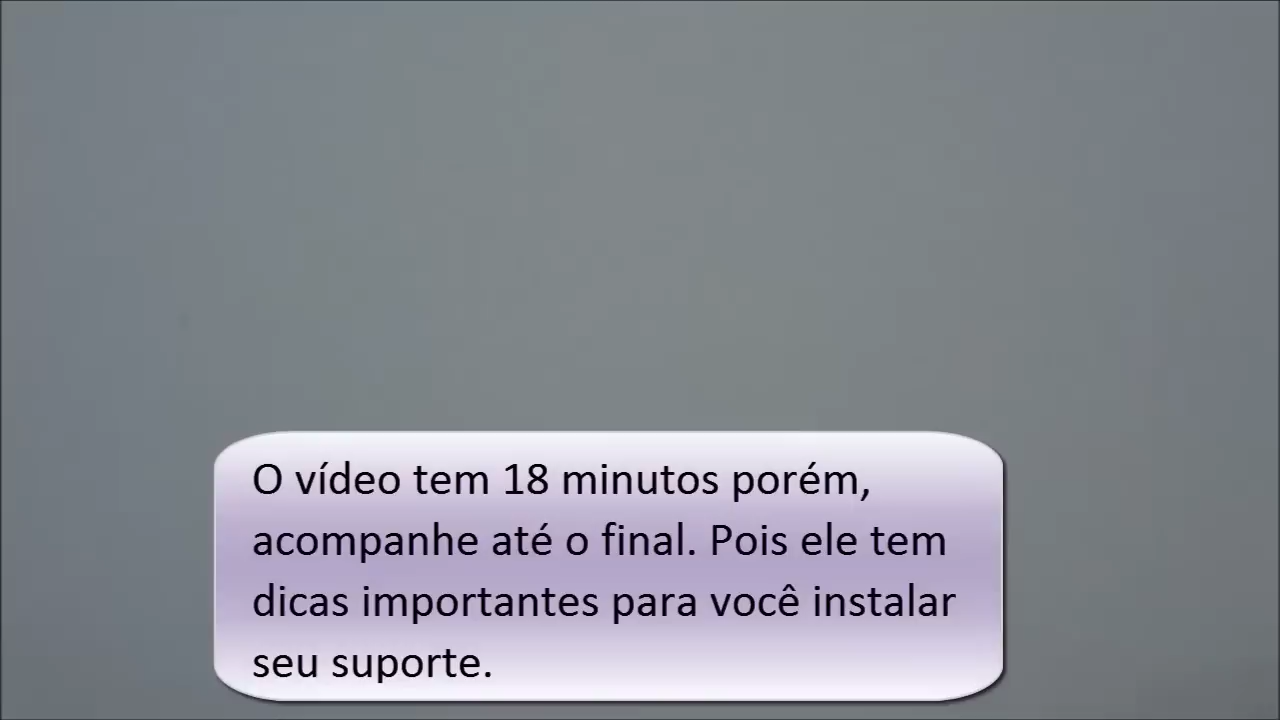 O vídeo tem 18 minutos porém,
acompanhe até o final. Pois ele tem
dicas importantes para você instalar
seu suporte.